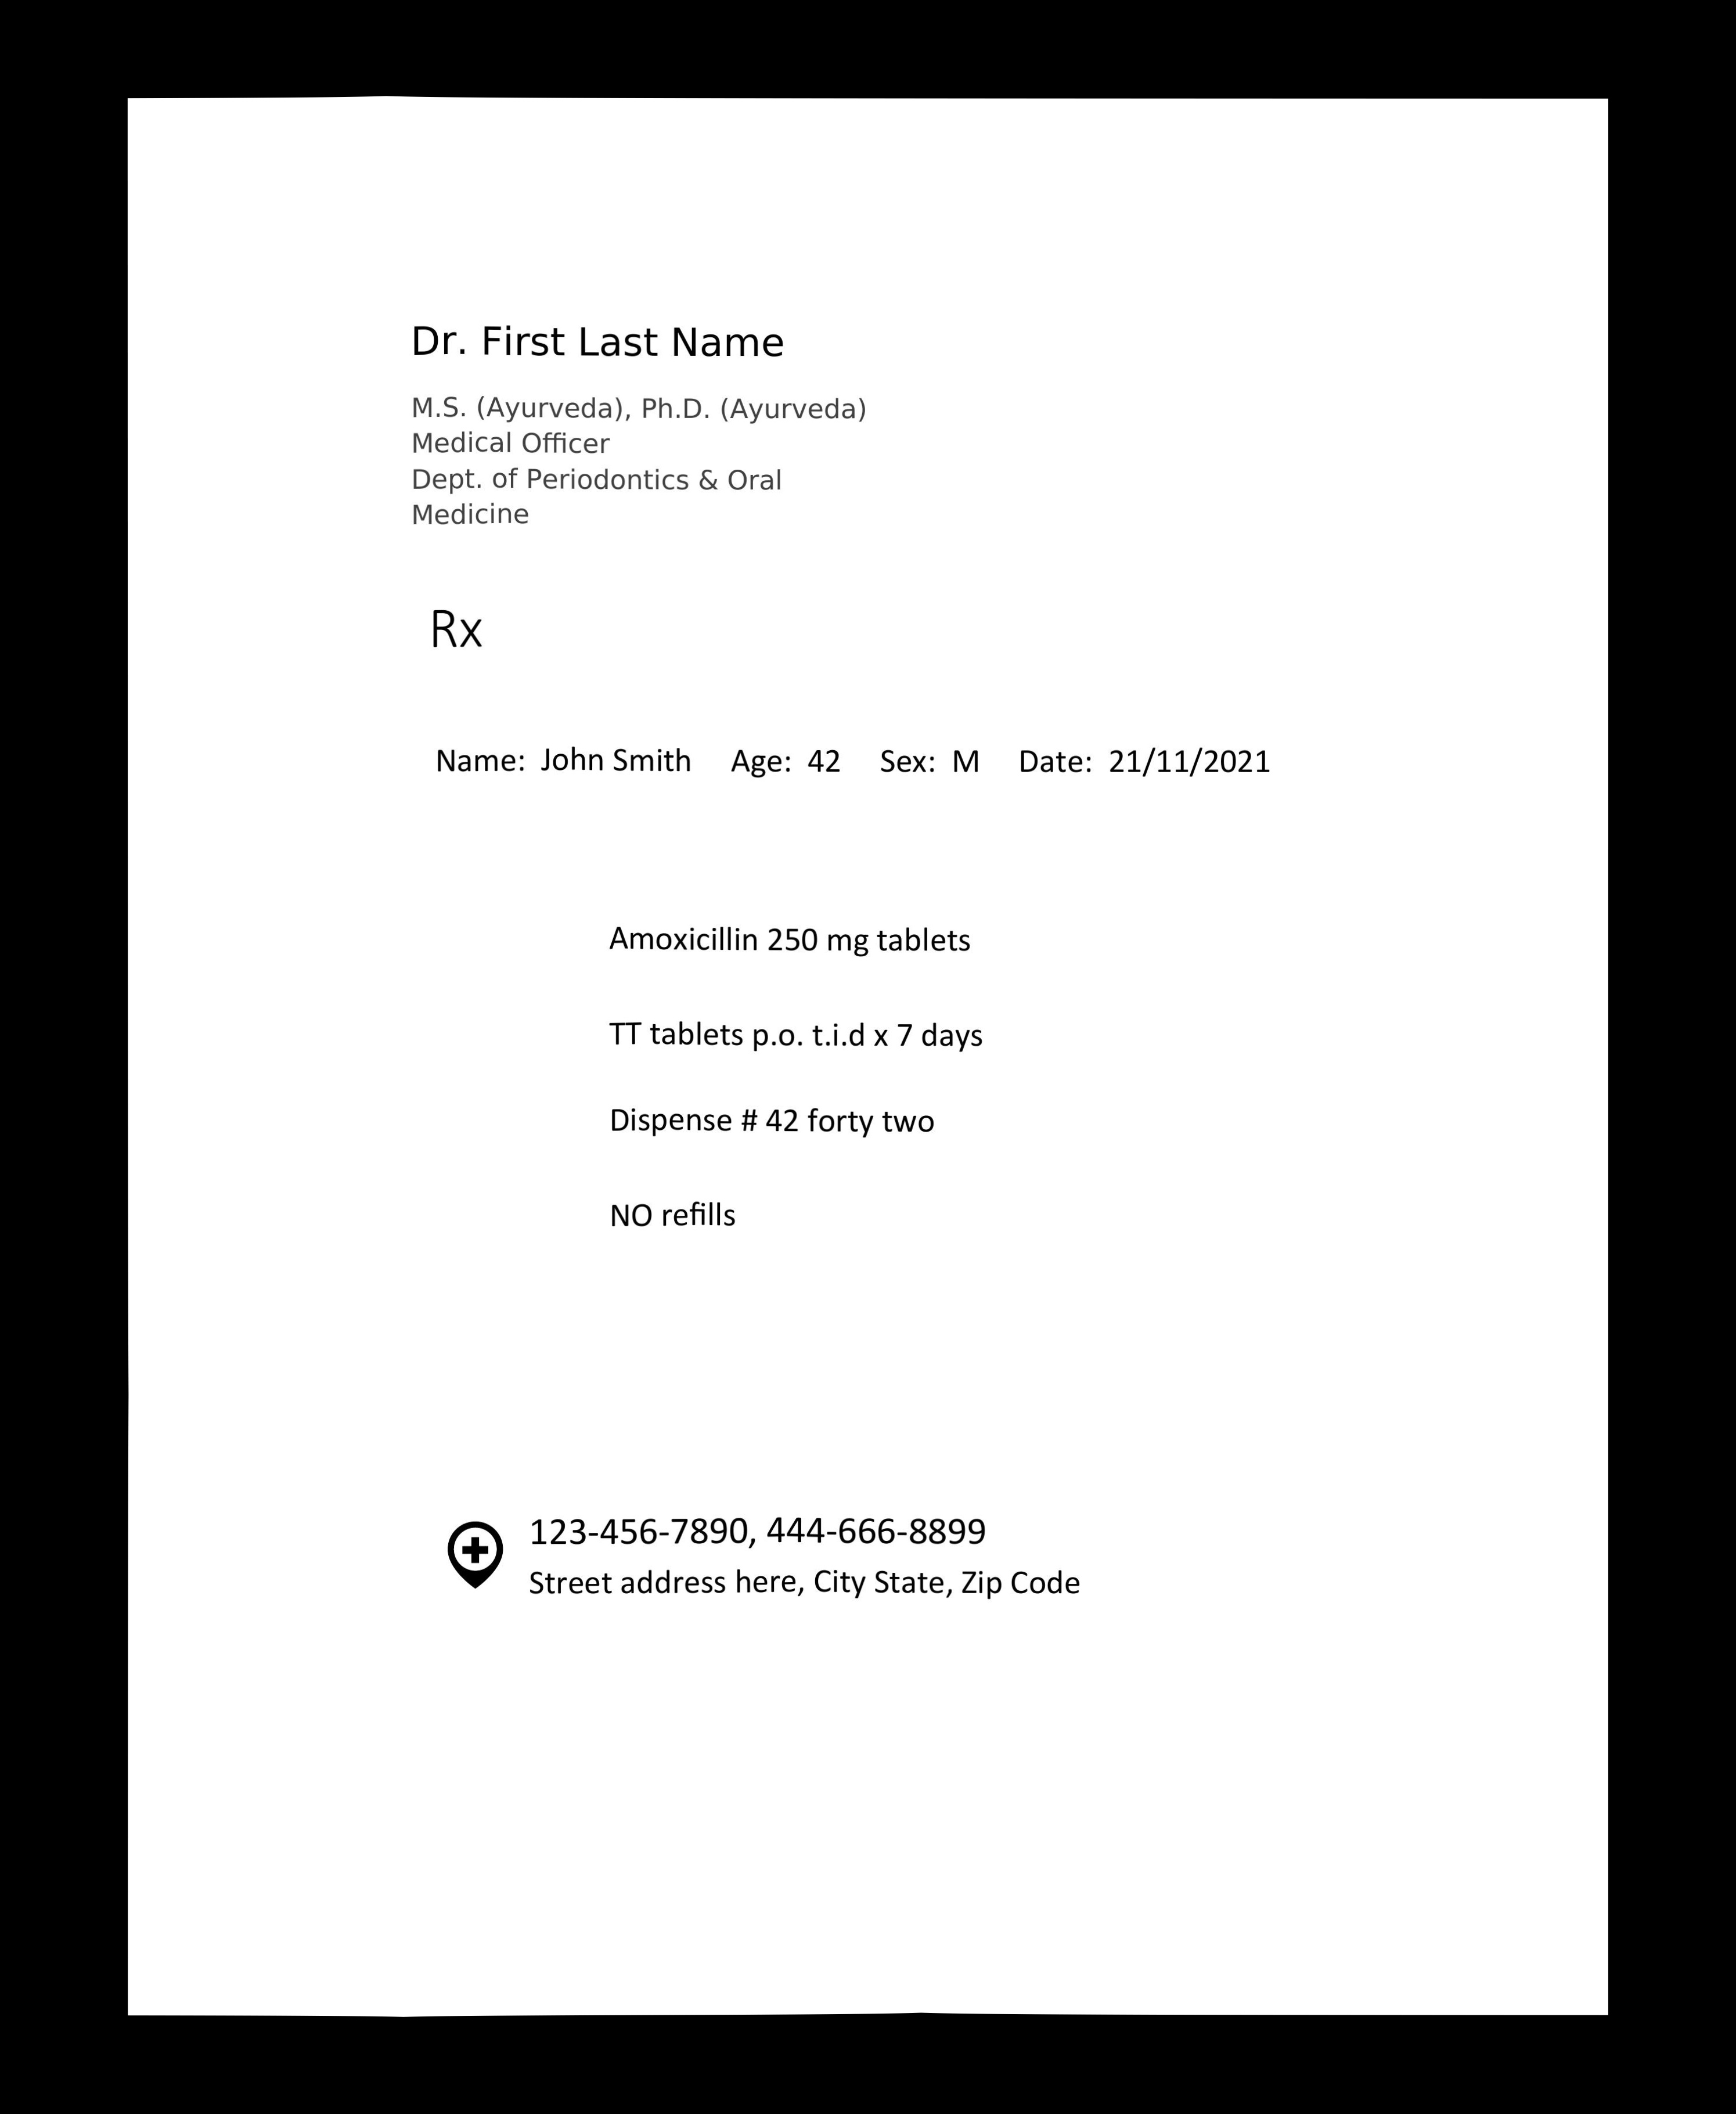 Dr. First Last Name
M.S. (Ayurveda), Ph.D. (Ayurveda)
Medical Officer
Dept. of Periodontics & Oral
Medicine
Rx
Name: John Smith Age: 42 Sex: M Date: 21/11/2021
Amoxicillin 250 mg tablets
TT tablets p.o. t.i.d x 7 days
Dispense # 42 forty two
NO refills
123-456-7890, 444-666-8899
Street address here, City State, Zip Code